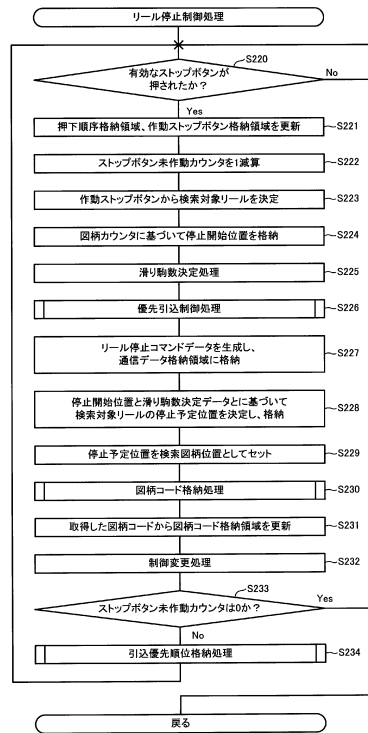 リール停止制御処理
S220
有効なストップボタンが
押されたか?
No
Yes
押下順序格納領域、作動ストップボタン格納領域を更新
S221
ストップボタン未作動カウンタを1減算
S222
作動ストップボタンから検索対象リールを決定
S223
図柄カウンタに基づいて停止開始位置を格納
S224
滑り駒数決定処理
S225
優先引込制御処理
S226
リール停止コマンドデータを生成し、
通信データ格納領域に格納
S227
停止開始位置と滑り駒数決定データとに基づいて
検索対象リールの停止予定位置を決定し、格納
S228
停止予定位置を検索図柄位置としてセット
S229
図柄コード格納処理
S230
取得した図柄コードから図柄コード格納領域を更新
S231
制御変更処理
S232
S233
ストップボタン未作動カウンタは0か?
Yes
No
引込優先順位格納処理
S234
戻る